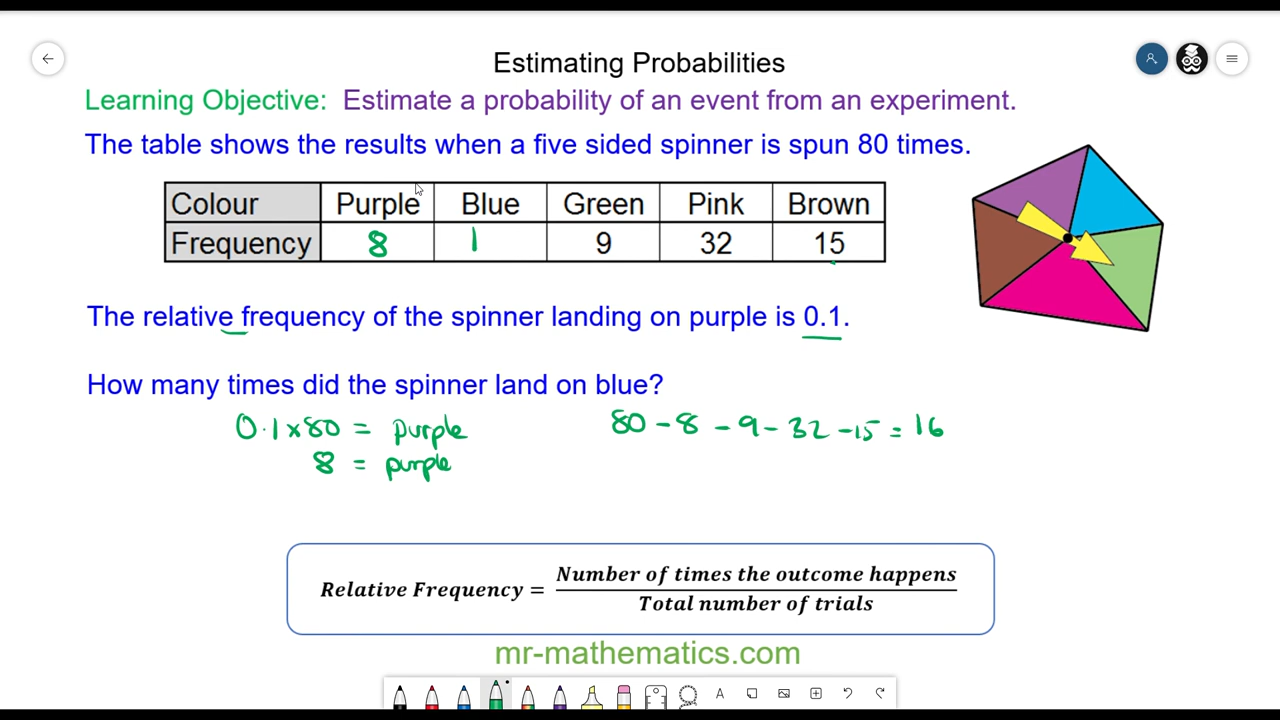 Estimating Probabilities
Learning Objective: Estimate a probability of an event from an experiment.
The table shows the results when a five sided spinner is spun 80 times.
Colour Purple Blue Green Pink Brown
Frequency 8 1 9 32 15
The relative frequency of the spinner landing on purple is 0.1.
How many times did the spinner land on blue?
0.1 × 80 = purple
8 = purple
80 - 8 - 9 - 32 - 15 = 16
Relative Frequency = Number of times the outcome happens
Total number of trials
mr-mathematics.com
A